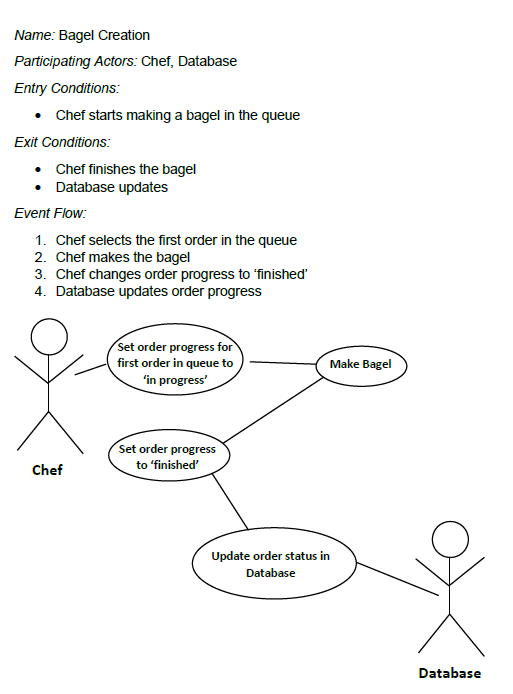 Name: Bagel Creation
Participating Actors: Chef, Database
Entry Conditions:
• Chef starts making a bagel in the queue
Exit Conditions:
• Chef finishes the bagel
• Database updates
Event Flow:
1. Chef selects the first order in the queue
2. Chef makes the bagel
3. Chef changes order progress to ‘finished’
4. Database updates order progress
Set order progress for
first order in queue to
‘in progress’
Make Bagel
Set order progress
to ‘finished’
Chef
Update order status in
Database
Database